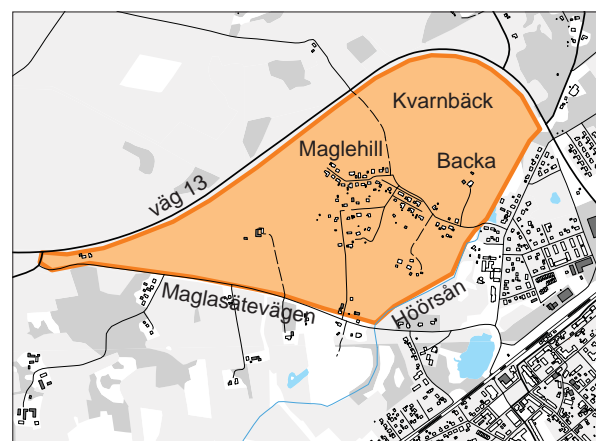 Kvarnbäck
Maglehill
Backa
väg 13
Maglasätevägen
Höörsån